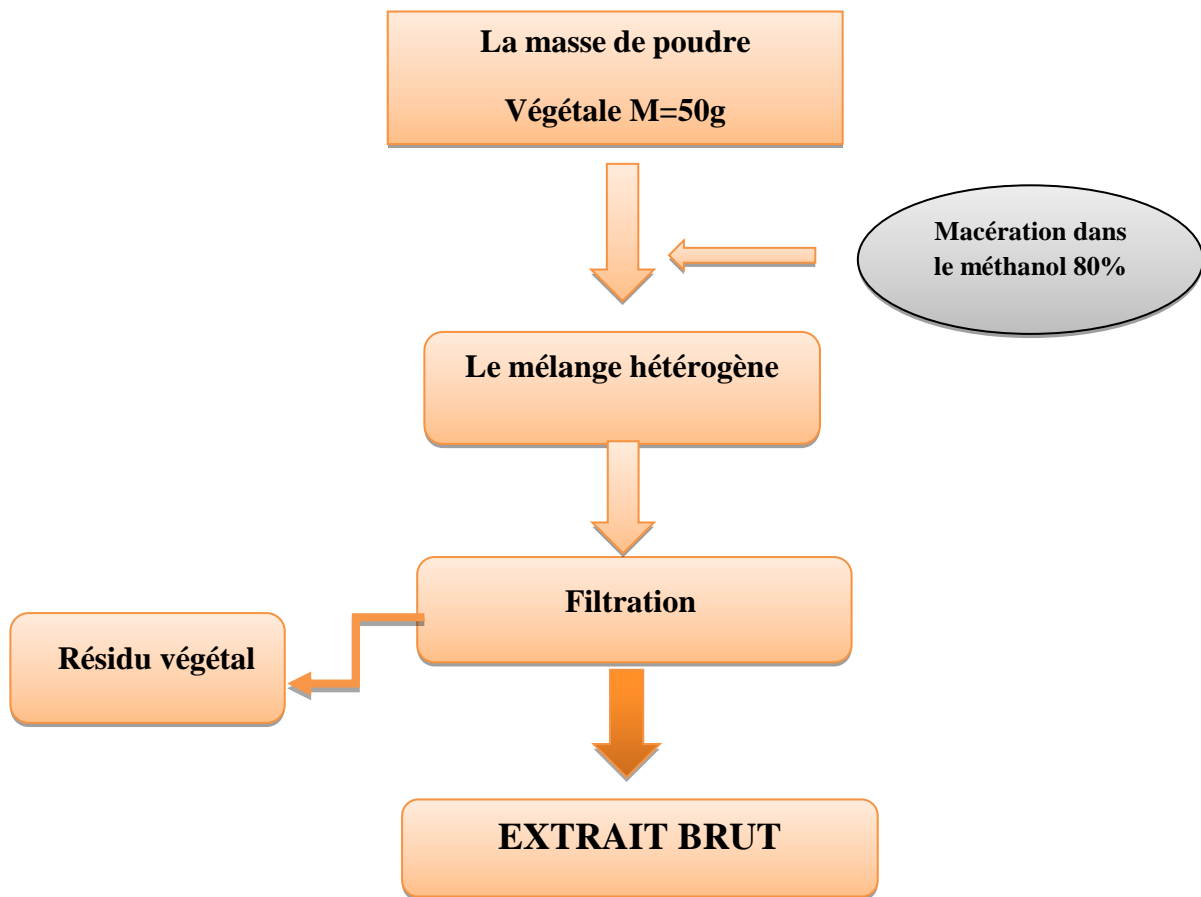 La masse de poudre
Végétale M=50g
Macération dans
le méthanol 80%
Le mélange hétérogène
Filtration
Résidu végétal
EXTRAIT BRUT